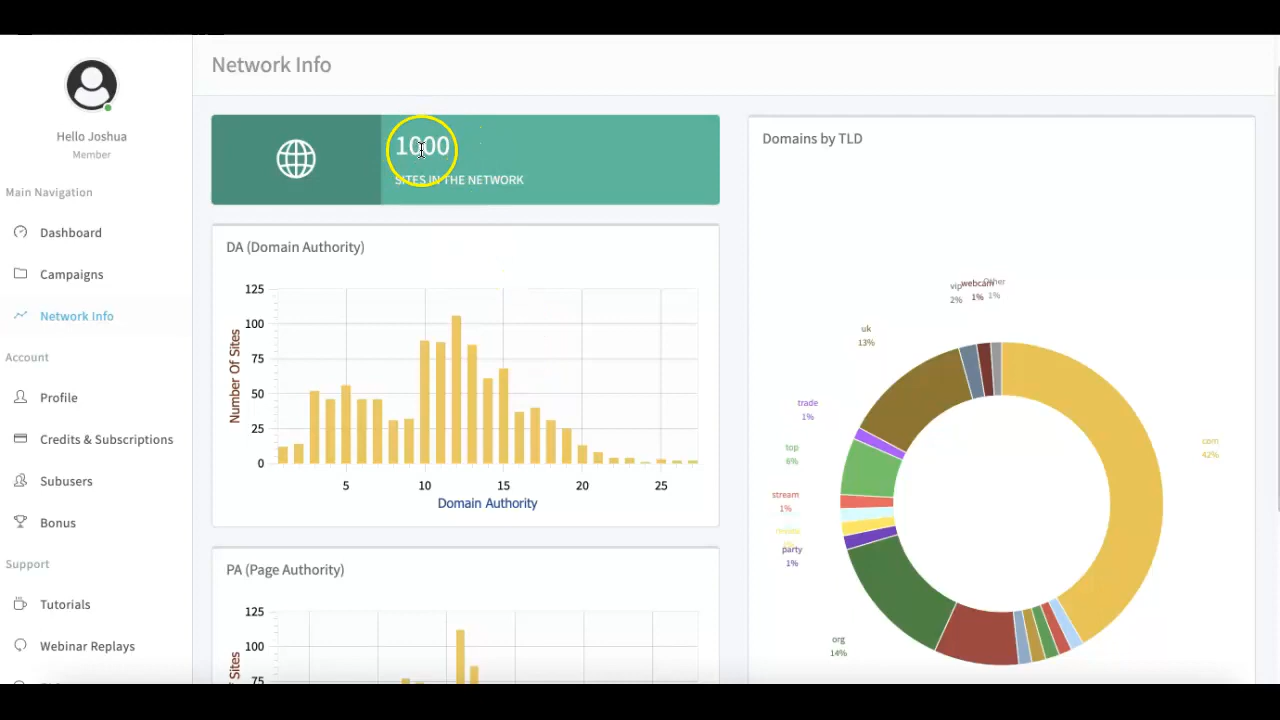 Network Info
Hello Joshua
Member
Main Navigation
Dashboard
Campaigns
Network Info
Account
Profile
Credits & Subscriptions
Subusers
Bonus
Support
Tutorials
Webinar Replays
1000
SITES IN THE NETWORK
DA (Domain Authority)
125
100
75
50
25
0
Number Of Sites
5
10
15
20
25
Domain Authority
PA (Page Authority)
125
100
75
Sites
Domains by TLD
vip
2%
webcam
1%
Other
1%
uk
13%
trade
1%
top
6%
stream
1%
party
1%
org
14%
com
42%